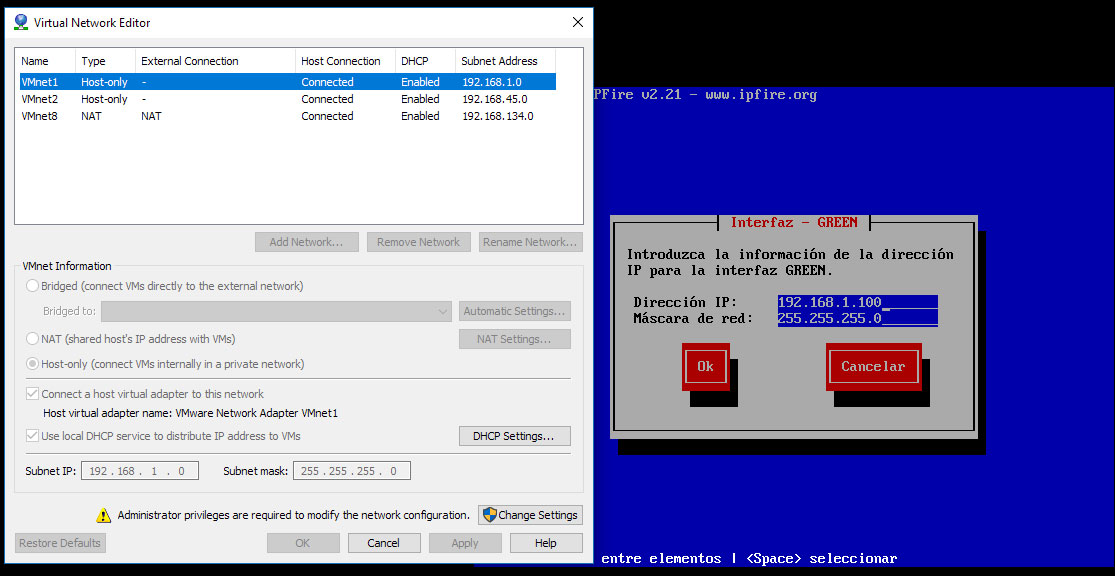 Virtual Network Editor
Name Type External Connection Host Connection DHCP Subnet Address
VMnet1 Host-only - Connected Enabled 192.168.1.0
VMnet2 Host-only - Connected Enabled 192.168.45.0
VMnet8 NAT NAT Connected Enabled 192.168.134.0
Add Network... Remove Network Rename Network...
VMnet Information
Bridged (connect VMs directly to the external network)
Bridged to: Automatic Settings...
NAT (shared host's IP address with VMs) NAT Settings...
Host-only (connect VMs internally in a private network)
Connect a host virtual adapter to this network
Host virtual adapter name: VMware Network Adapter VMnet1
Use local DHCP service to distribute IP address to VMs DHCP Settings...
Subnet IP: 192 . 168 . 1 . 0 Subnet mask: 255 . 255 . 255 . 0
Administrator privileges are required to modify the network configuration. Change Settings
Restore Defaults OK Cancel Apply Help
PFire v2.21 - www.ipfire.org
Interfaz - GREEN
Introduzca la información de la dirección
IP para la interfaz GREEN.
Dirección IP: 192.168.1.100
Máscara de red: 255.255.255.0
Ok Cancelar
entre elementos | <Space> seleccionar